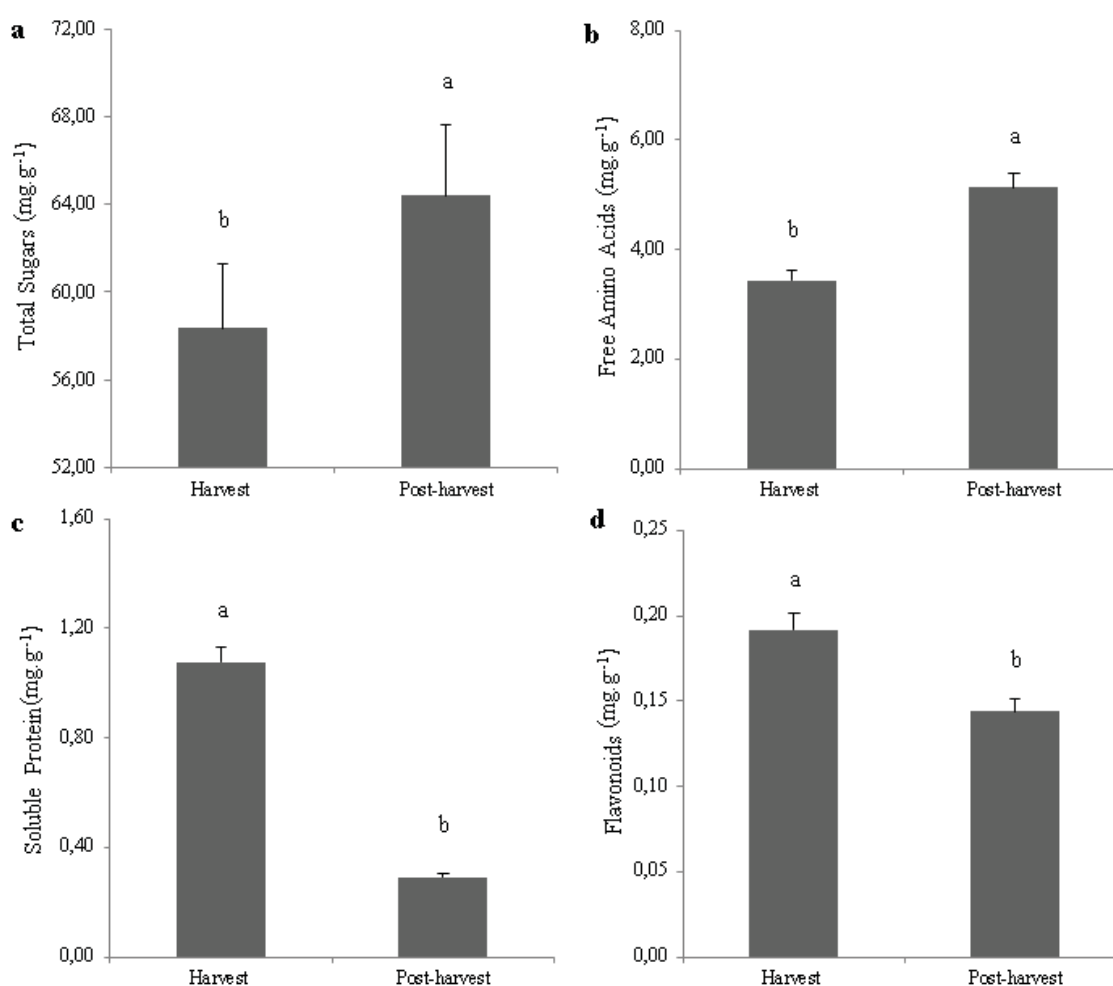 a
Total Sugars (mg.g⁻¹)
72,00
68,00
64,00
60,00
56,00
52,00
b
a
Harvest
Post-harvest
b
Free Amino Acids (mg.g⁻¹)
8,00
6,00
4,00
2,00
0,00
b
a
Harvest
Post-harvest
c
Soluble Protein(mg.g⁻¹)
1,60
1,20
0,80
0,40
0,00
a
b
Harvest
Post-harvest
d
Flavonoids (mg.g⁻¹)
0,25
0,20
0,15
0,10
0,05
0,00
a
b
Harvest
Post-harvest